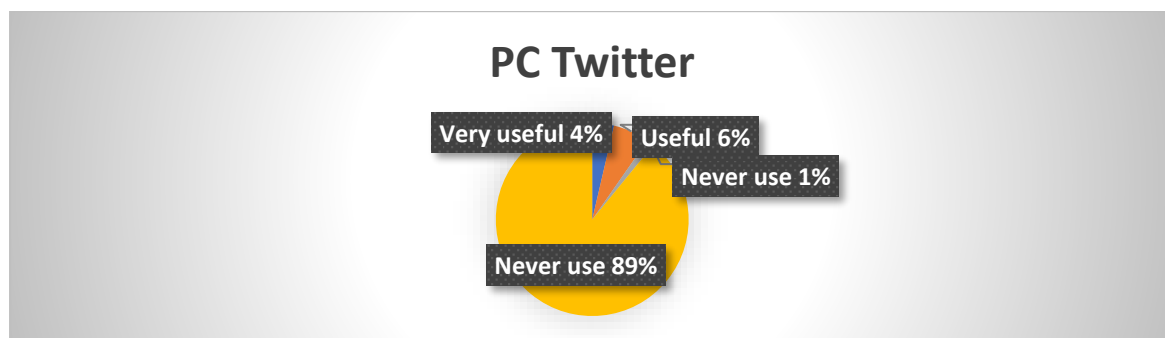 PC Twitter
Very useful 4%
Useful 6%
Never use 1%
Never use 89%